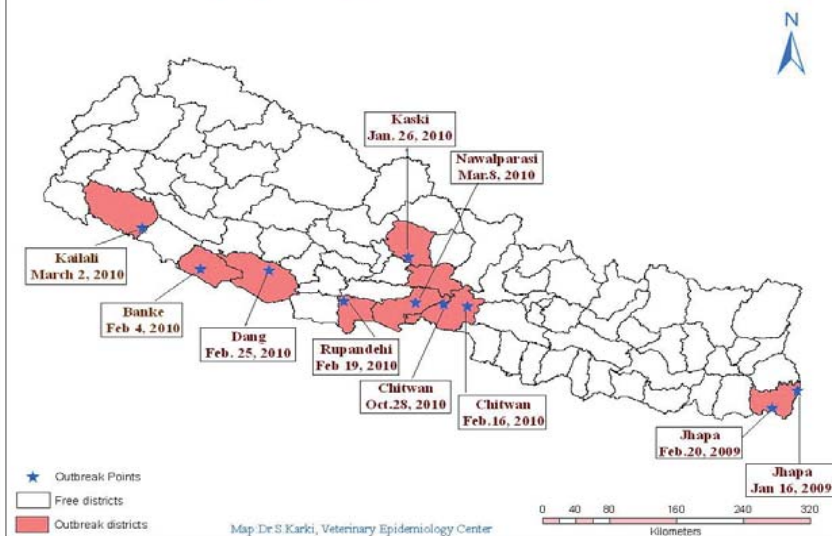 N
Kaski
Jan. 26, 2010
Nawalparasi
Mar.8, 2010
Kailali
March 2, 2010
Banke
Feb 4, 2010
Dang
Feb. 25, 2010
Rupandehi
Feb 19, 2010
Chitwan
Oct.28, 2010
Chitwan
Feb.16, 2010
Jhapa
Feb.20, 2009
Jhapa
Jan 16, 2009
Outbreak Points
Free districts
Outbreak districts
Map:Dr.S.Karki, Veterinary Epidemiology Center
0 40 80 160 240 320
Kilometers